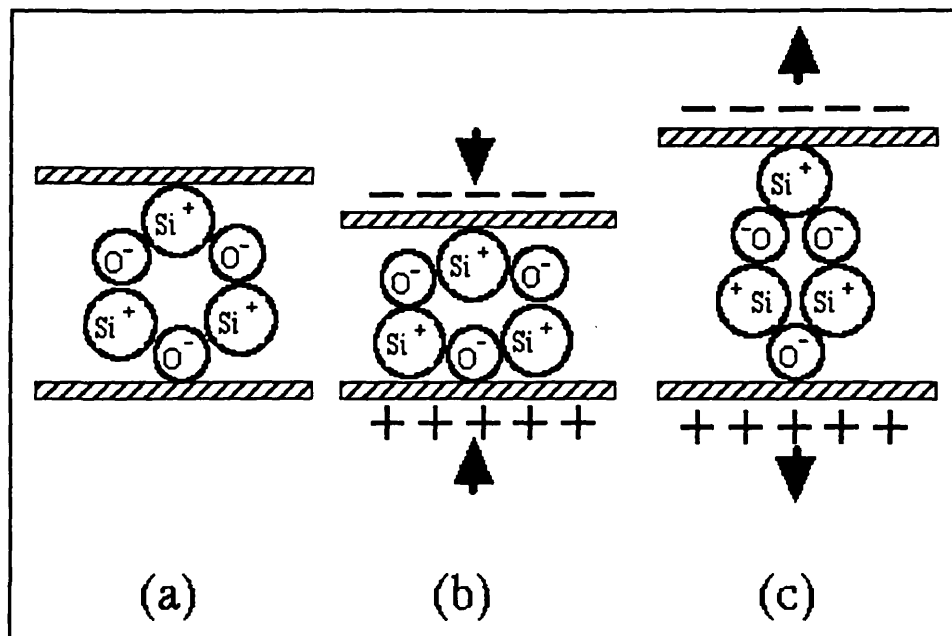 Si+
O- O-
Si+ Si+
O-
(a)
− − − − −
O- Si+ O-
Si+ O- Si+
+ + + + +
(b)
− − − − −
Si+
-O O-
+Si Si+
O-
+ + + + +
(c)